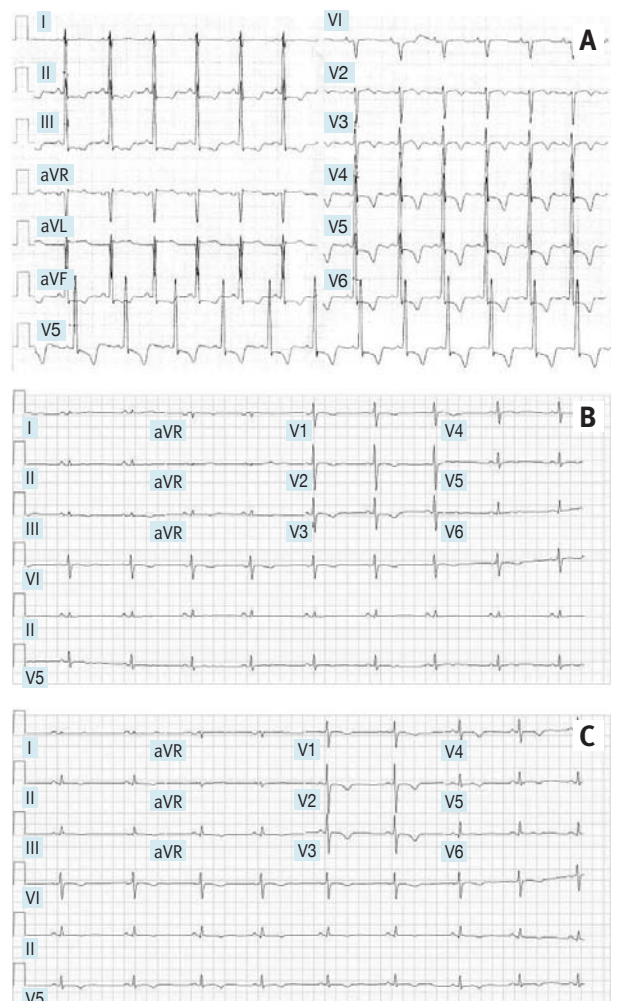 I VI A
II V2
III V3
aVR V4
aVL V5
aVF V6
V5
B
I aVR V1 V4
II aVR V2 V5
III aVR V3 V6
VI
II
V5
C
I aVR V1 V4
II aVR V2 V5
III aVR V3 V6
VI
II
V5